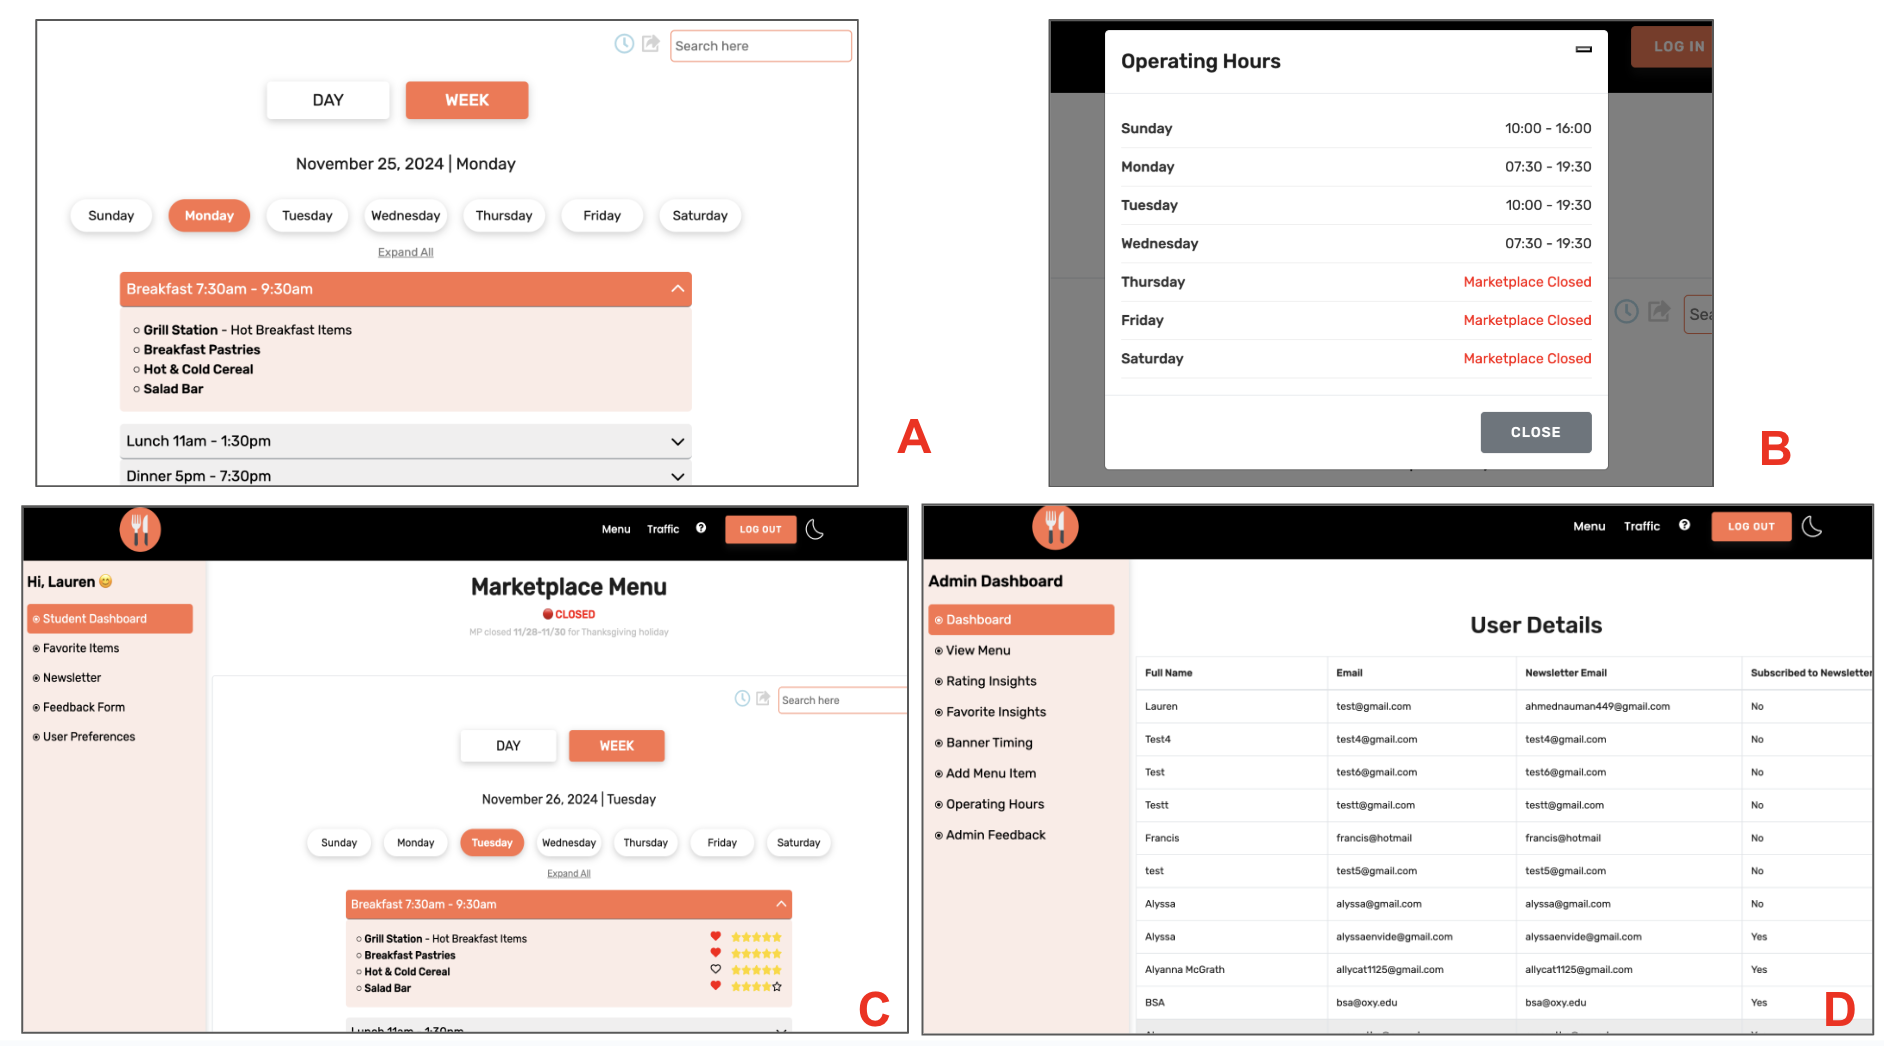 Search here
DAY
WEEK
November 25, 2024 | Monday
Sunday Monday Tuesday Wednesday Thursday Friday Saturday
Expand All
Breakfast 7:30am - 9:30am
Grill Station - Hot Breakfast Items
Breakfast Pastries
Hot & Cold Cereal
Salad Bar
Lunch 11am - 1:30pm
Dinner 5pm - 7:30pm
A
LOG IN
Operating Hours
Sunday 10:00 - 16:00
Monday 07:30 - 19:30
Tuesday 10:00 - 19:30
Wednesday 07:30 - 19:30
Thursday Marketplace Closed
Friday Marketplace Closed
Saturday Marketplace Closed
Sea
CLOSE
B
Menu Traffic ? LOG OUT
Hi, Lauren 😊
Student Dashboard
Favorite Items
Newsletter
Feedback Form
User Preferences
Marketplace Menu
CLOSED
MP closed 11/28-11/30 for Thanksgiving holiday
Search here
DAY
WEEK
November 26, 2024 | Tuesday
Sunday Monday Tuesday Wednesday Thursday Friday Saturday
Expand All
Breakfast 7:30am - 9:30am
Grill Station - Hot Breakfast Items
Breakfast Pastries
Hot & Cold Cereal
Salad Bar
Lunch 11am - 1:30pm
C
Menu Traffic ? LOG OUT
Admin Dashboard
Dashboard
View Menu
Rating Insights
Favorite Insights
Banner Timing
Add Menu Item
Operating Hours
Admin Feedback
User Details
Full Name Email Newsletter Email Subscribed to Newsletter
Lauren test@gmail.com ahmednauman449@gmail.com No
Test4 test4@gmail.com test4@gmail.com No
Test test6@gmail.com test6@gmail.com No
Testt testt@gmail.com testt@gmail.com No
Francis francis@hotmail francis@hotmail No
test test5@gmail.com test5@gmail.com No
Alyssa alyssa@gmail.com alyssa@gmail.com No
Alyssa alyssaenvide@gmail.com alyssaenvide@gmail.com Yes
Alyanna McGrath allycat1125@gmail.com allycat1125@gmail.com Yes
BSA bsa@oxy.edu bsa@oxy.edu Yes
D